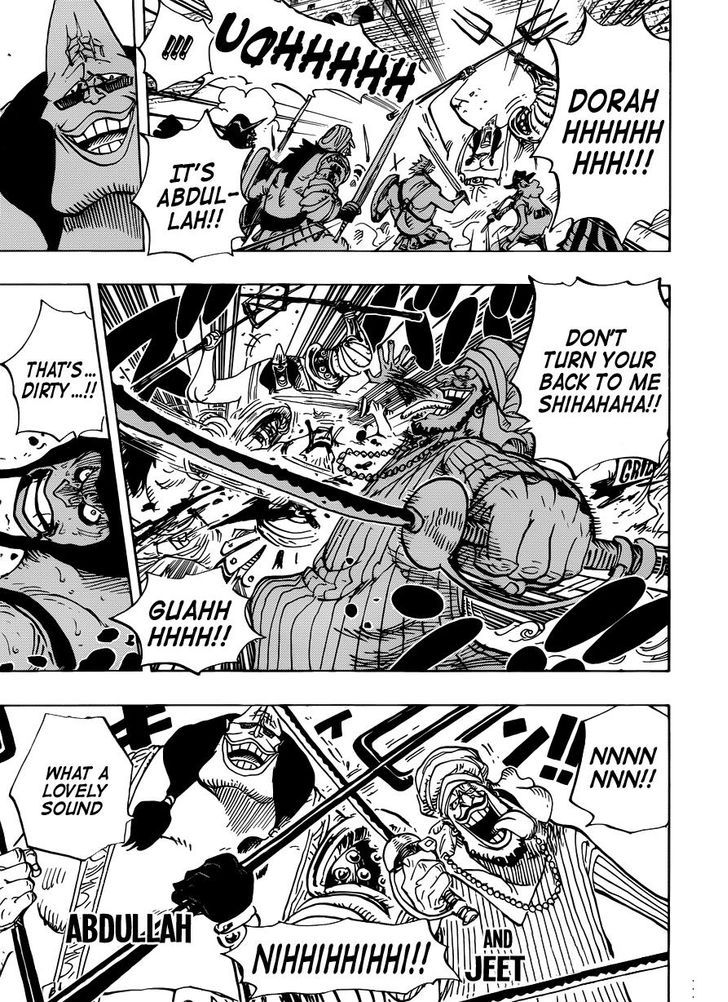 DORAH
HHHHHH
HHH!!!
UOHHHHH
!!!
IT'S
ABDUL-
LAH!!
DON'T
TURN YOUR
BACK TO ME
SHIHAHAHA!!
GUAHH
HHHH!!
THAT'S...
DIRTY...!!
NNNN
NNN!!
WHAT A
LOVELY
SOUND
NIHHIHHIHHI!!
AND
JEET
ABDULLAH